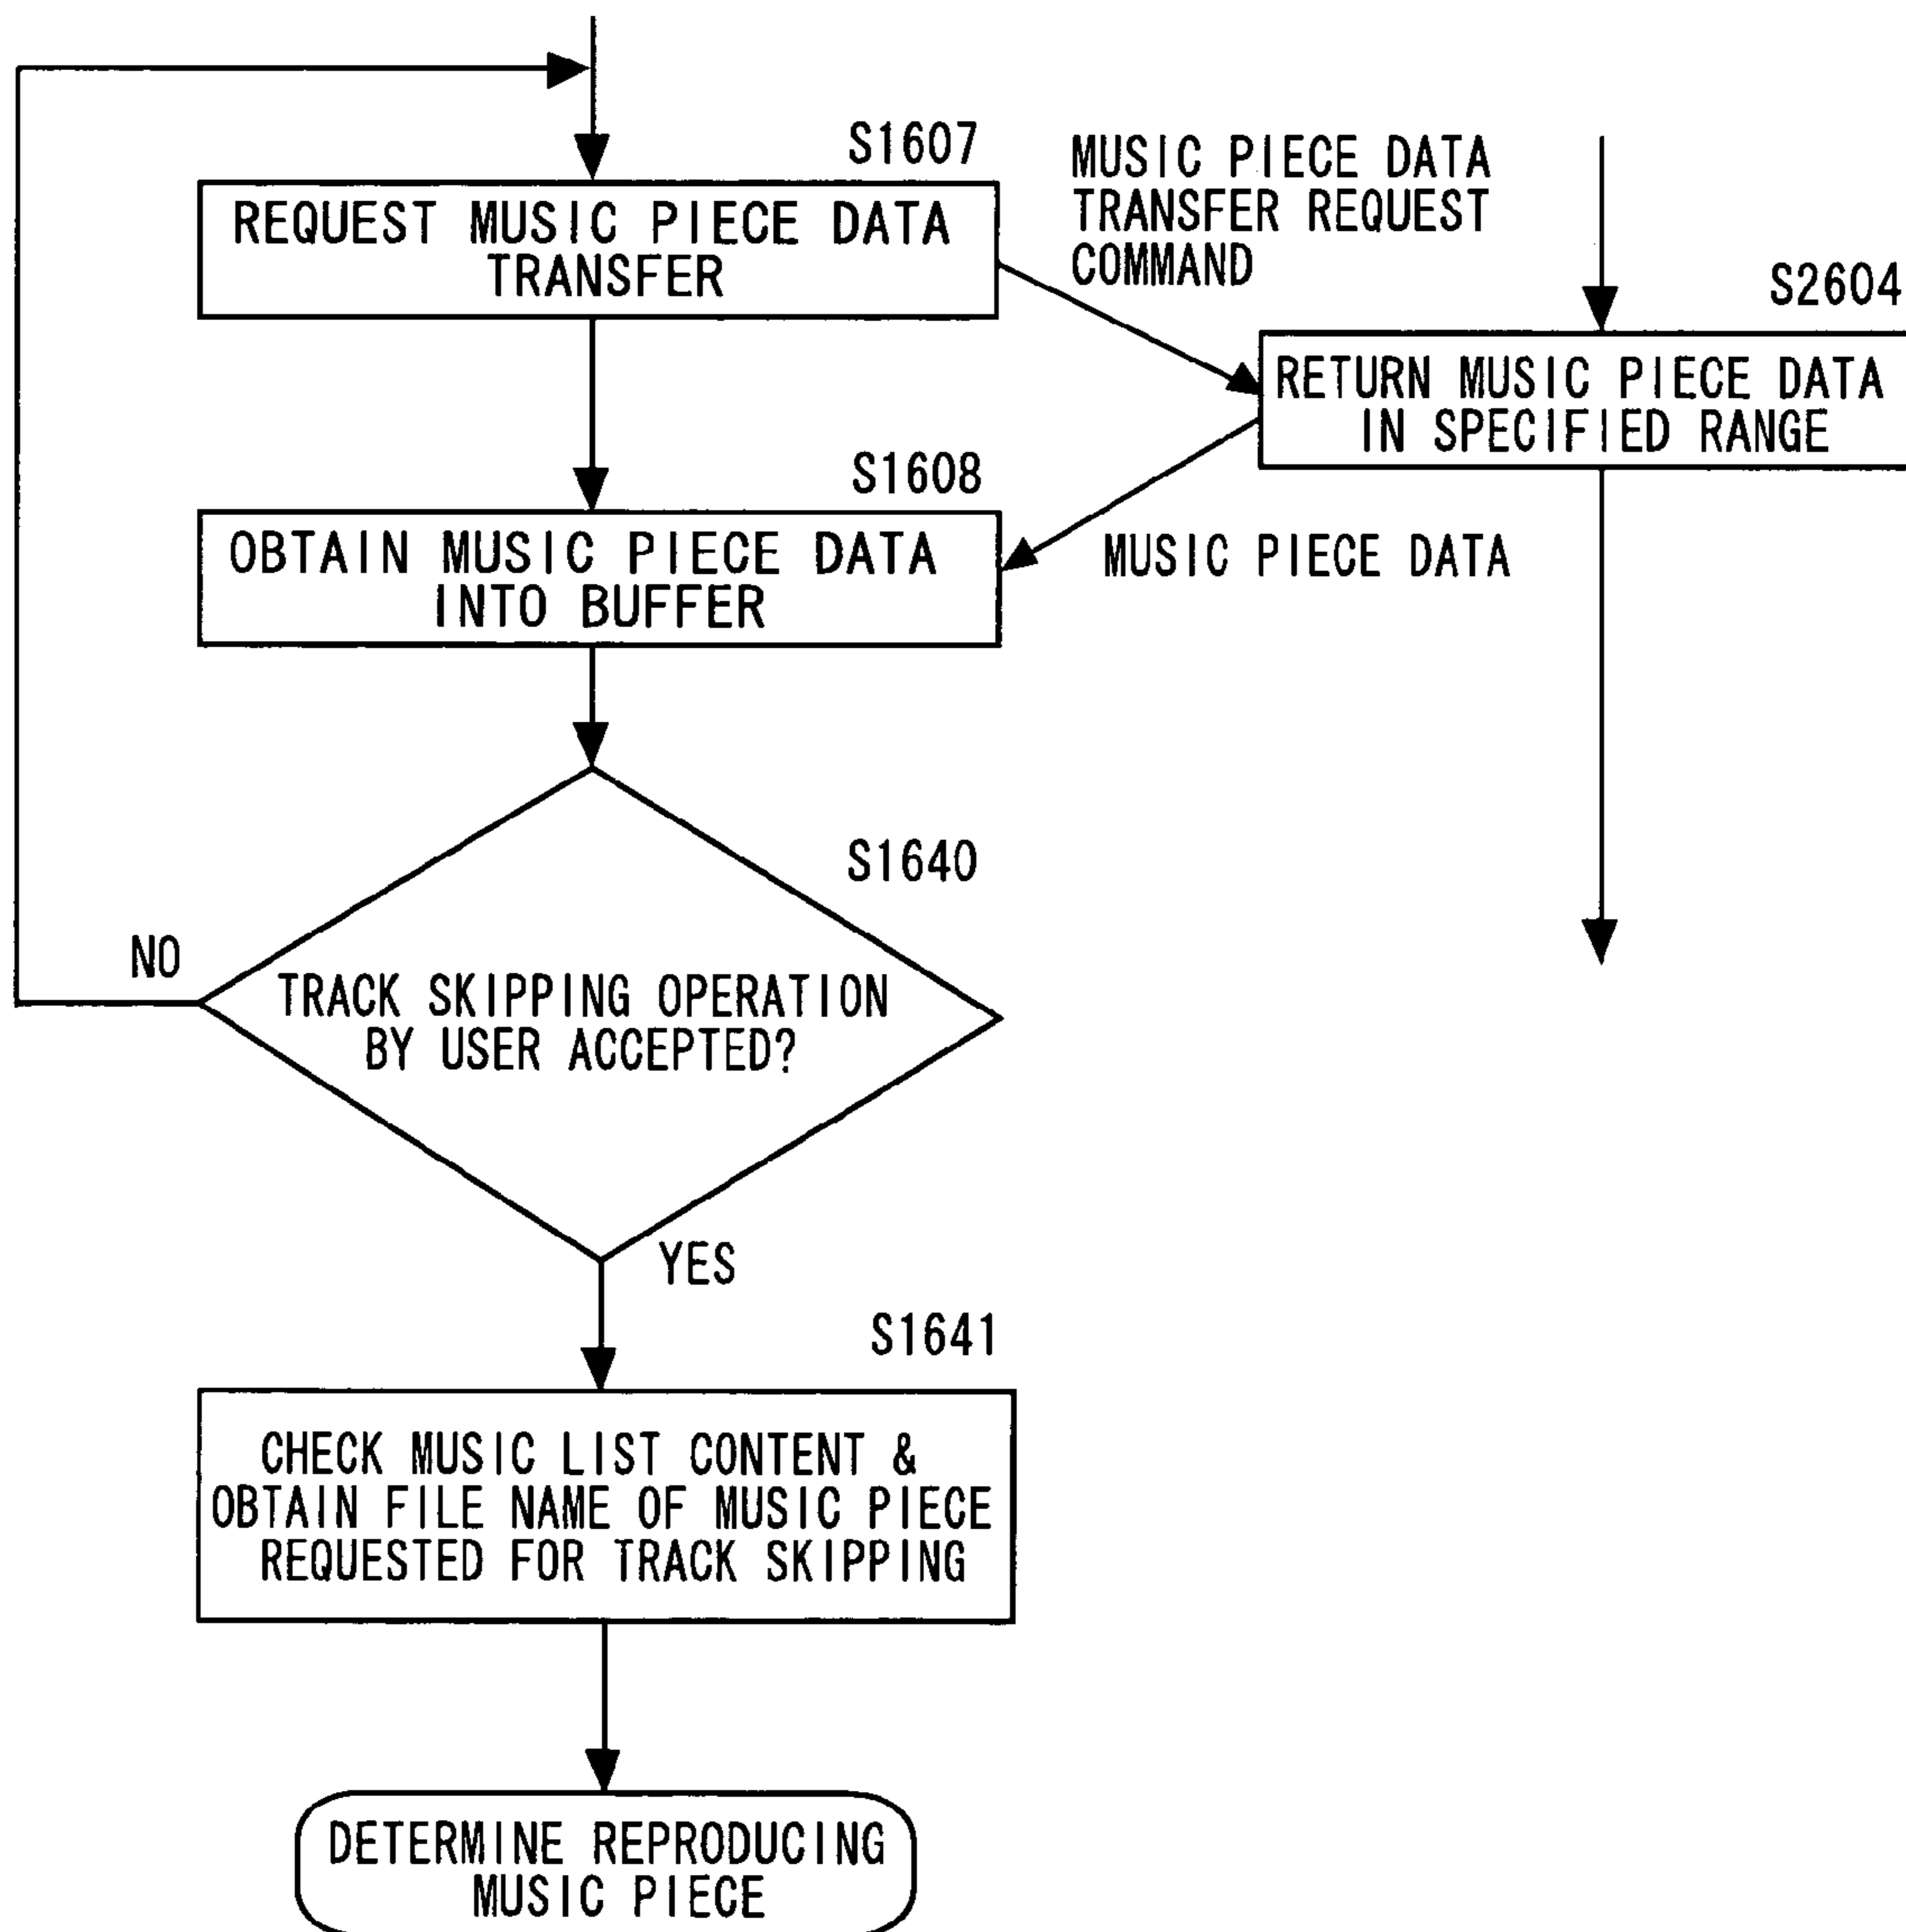 S1607
REQUEST MUSIC PIECE DATA
TRANSFER
MUSIC PIECE DATA
TRANSFER REQUEST
COMMAND
S2604
RETURN MUSIC PIECE DATA
IN SPECIFIED RANGE
S1608
OBTAIN MUSIC PIECE DATA
INTO BUFFER
MUSIC PIECE DATA
S1640
NO
TRACK SKIPPING OPERATION
BY USER ACCEPTED?
YES
S1641
CHECK MUSIC LIST CONTENT &
OBTAIN FILE NAME OF MUSIC PIECE
REQUESTED FOR TRACK SKIPPING
DETERMINE REPRODUCING
MUSIC PIECE